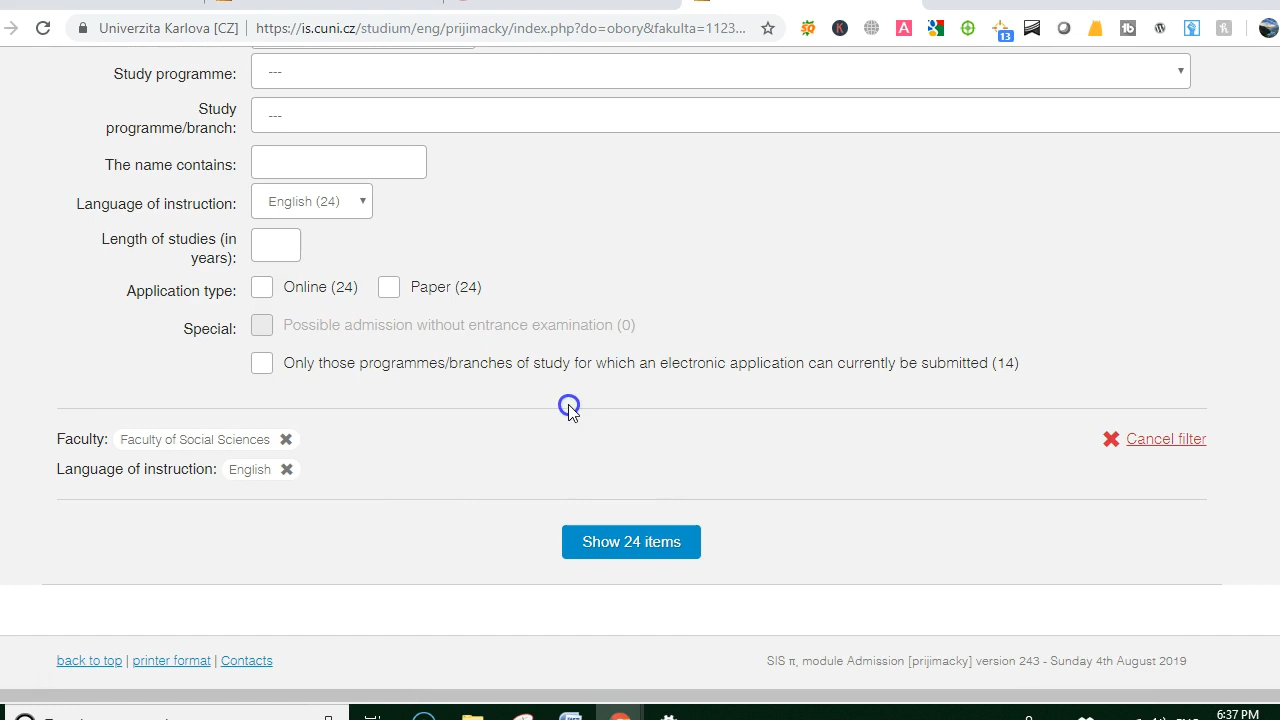 Univerzita Karlova [CZ] https://is.cuni.cz/studium/eng/prijimacky/index.php?do=obory&fakulta=1123...
13
Study programme: ---
Study programme/branch: ---
The name contains:
Language of instruction: English (24)
Length of studies (in years):
Application type: Online (24) Paper (24)
Special: Possible admission without entrance examination (0)
Only those programmes/branches of study for which an electronic application can currently be submitted (14)
Faculty: Faculty of Social Sciences
Cancel filter
Language of instruction: English
Show 24 items
back to top | printer format | Contacts
SIS π, module Admission [prijimacky] version 243 - Sunday 4th August 2019
6:37 PM